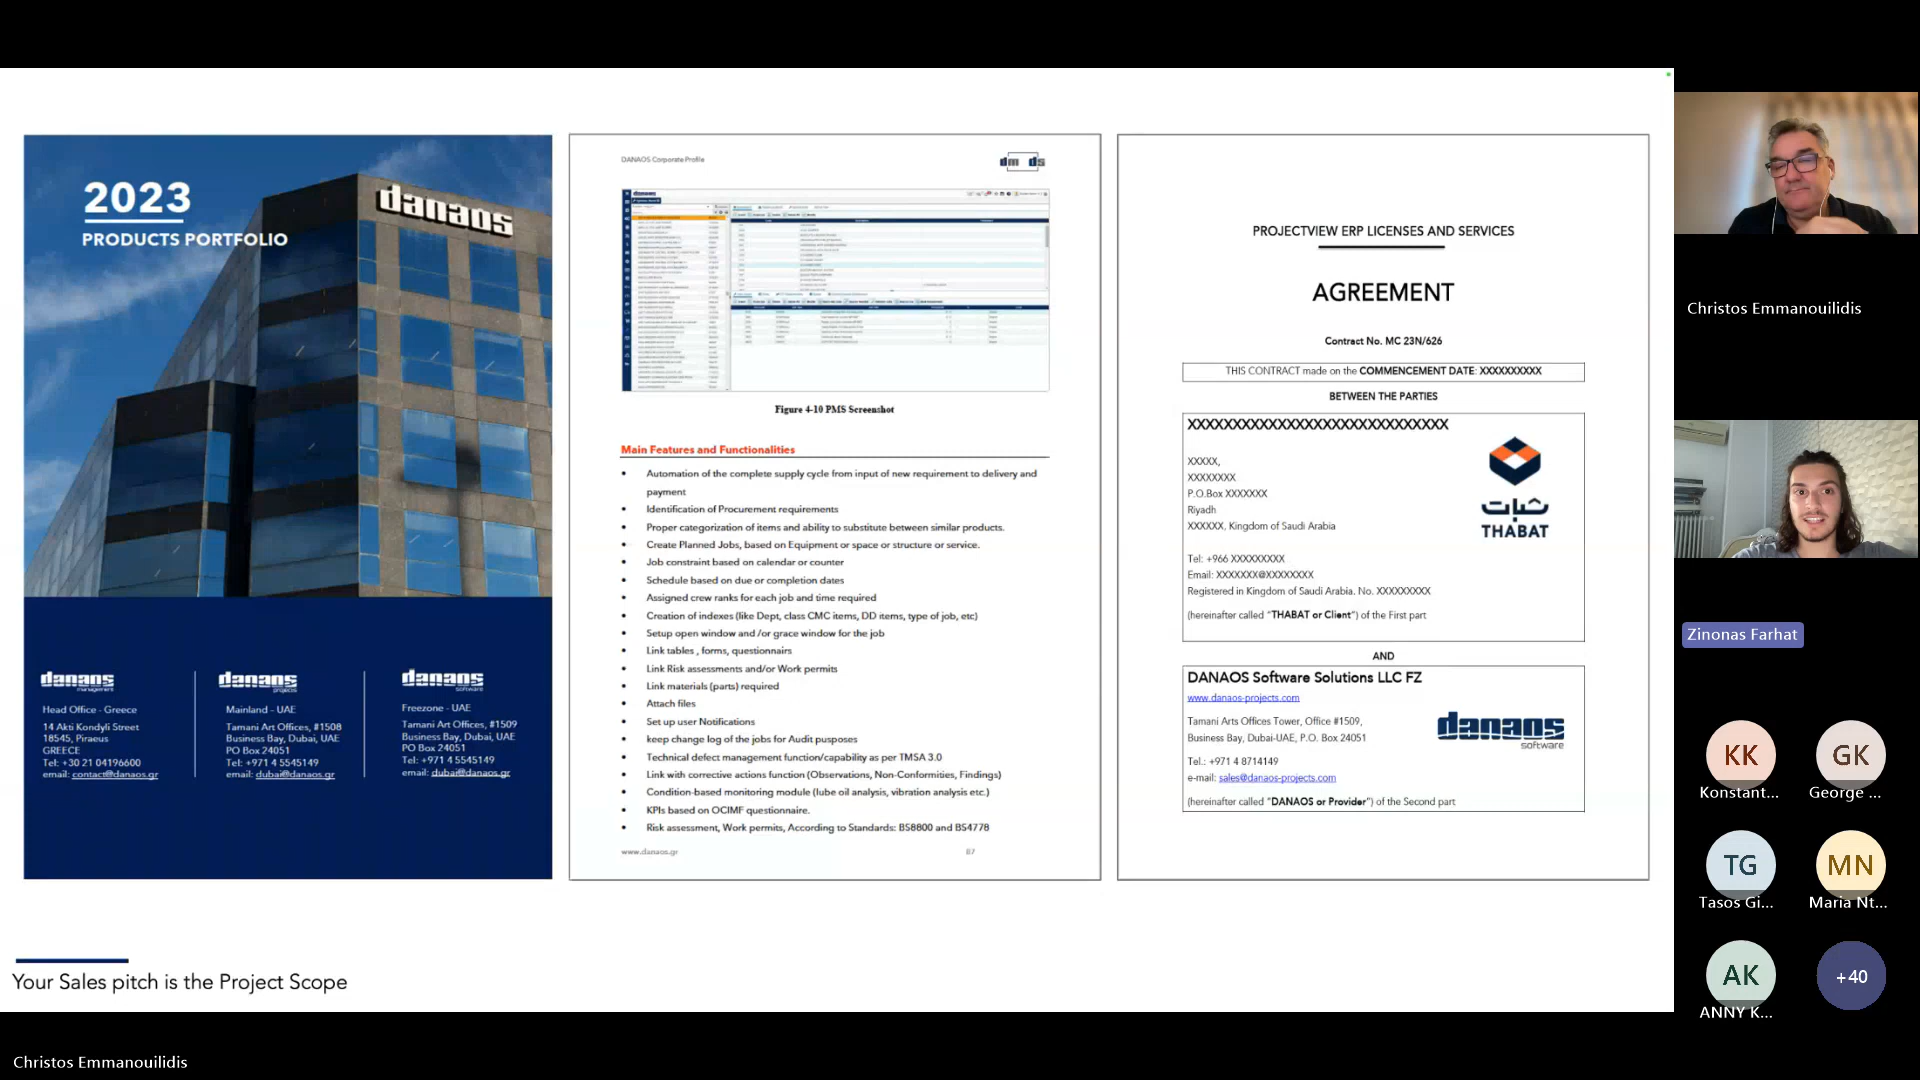 2023
PRODUCTS PORTFOLIO
danaos
danaos
management
Head Office - Greece
14 Akti Kondyli Street
18545, Piraeus
GREECE
Tel: +30 21 04196600
email: contact@danaos.gr
danaos
projects
Mainland - UAE
Tamani Art Offices, #1508
Business Bay, Dubai, UAE
PO Box 24051
Tel: +971 4 5545149
email: dubai@danaos.gr
danaos
software
Freezone - UAE
Tamani Art Offices, #1509
Business Bay, Dubai, UAE
PO Box 24051
Tel: +971 4 5545149
email: dubai@danaos.gr
DANAOS Corporate Profile
Figure 4-10 PMS Screenshot
Main Features and Functionalities
• Automation of the complete supply cycle from input of new requirement to delivery and
payment
• Identification of Procurement requirements
• Proper categorization of items and ability to substitute between similar products.
• Create Planned Jobs, based on Equipment or space or structure or service.
• Job constraint based on calendar or counter
• Schedule based on due or completion dates
• Assigned crew ranks for each job and time required
• Creation of indexes (like Dept, class CMC items, DD items, type of job, etc)
• Setup open window and /or grace window for the job
• Link tables , forms, questionnairs
• Link Risk assessments and/or Work permits
• Link materials (parts) required
• Attach files
• Set up user Notifications
• keep change log of the jobs for Audit pusposes
• Technical defect management function/capability as per TMSA 3.0
• Link with corrective actions function (Observations, Non-Conformities, Findings)
• Condition-based monitoring module (lube oil analysis, vibration analysis etc.)
• KPIs based on OCIMF questionnaire.
• Risk assessment, Work permits, According to Standards: BS8800 and BS4778
www.danaos.gr
87
PROJECTVIEW ERP LICENSES AND SERVICES
AGREEMENT
Contract No. MC 23N/626
THIS CONTRACT made on the COMMENCEMENT DATE: XXXXXXXXXX
BETWEEN THE PARTIES
XXXXXXXXXXXXXXXXXXXXXXXXXXXX
XXXXX,
XXXXXXXX
P.O.Box XXXXXXX
Riyadh
XXXXXX, Kingdom of Saudi Arabia
Tel: +966 XXXXXXXXX
Email: XXXXXXX@XXXXXXXX
Registered in Kingdom of Saudi Arabia. No. XXXXXXXXX
(hereinafter called "THABAT or Client") of the First part
ثبات
THABAT
AND
DANAOS Software Solutions LLC FZ
www.danaos-projects.com
Tamani Arts Offices Tower, Office #1509,
Business Bay, Dubai-UAE, P.O. Box 24051
Tel.: +971 4 8714149
e-mail: sales@danaos-projects.com
(hereinafter called "DANAOS or Provider") of the Second part
danaos
software
Your Sales pitch is the Project Scope
Christos Emmanouilidis
Christos Emmanouilidis
Zinonas Farhat
KK
Konstant...
GK
George ...
TG
Tasos Gi...
MN
Maria Nt...
AK
ANNY K...
+40